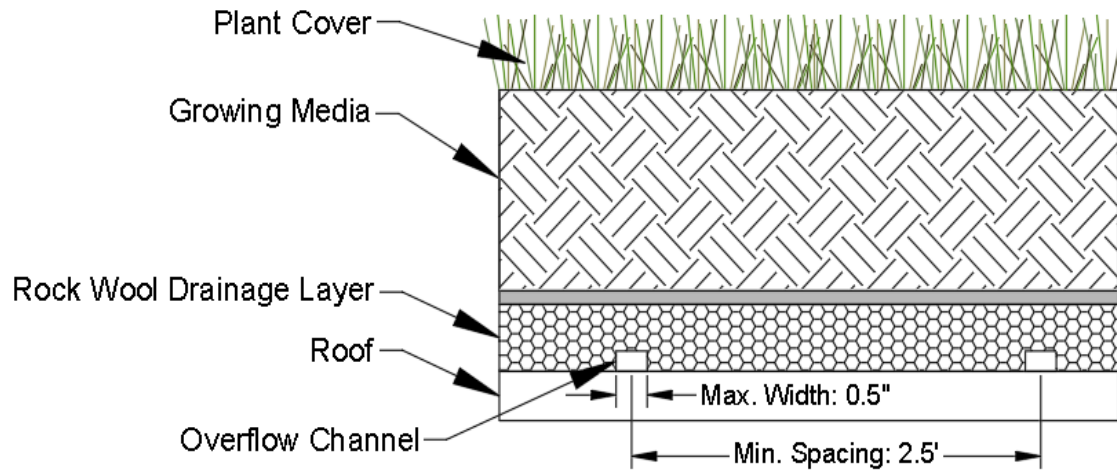 Plant Cover
Growing Media
Rock Wool Drainage Layer
Roof
Max. Width: 0.5"
Overflow Channel
Min. Spacing: 2.5'